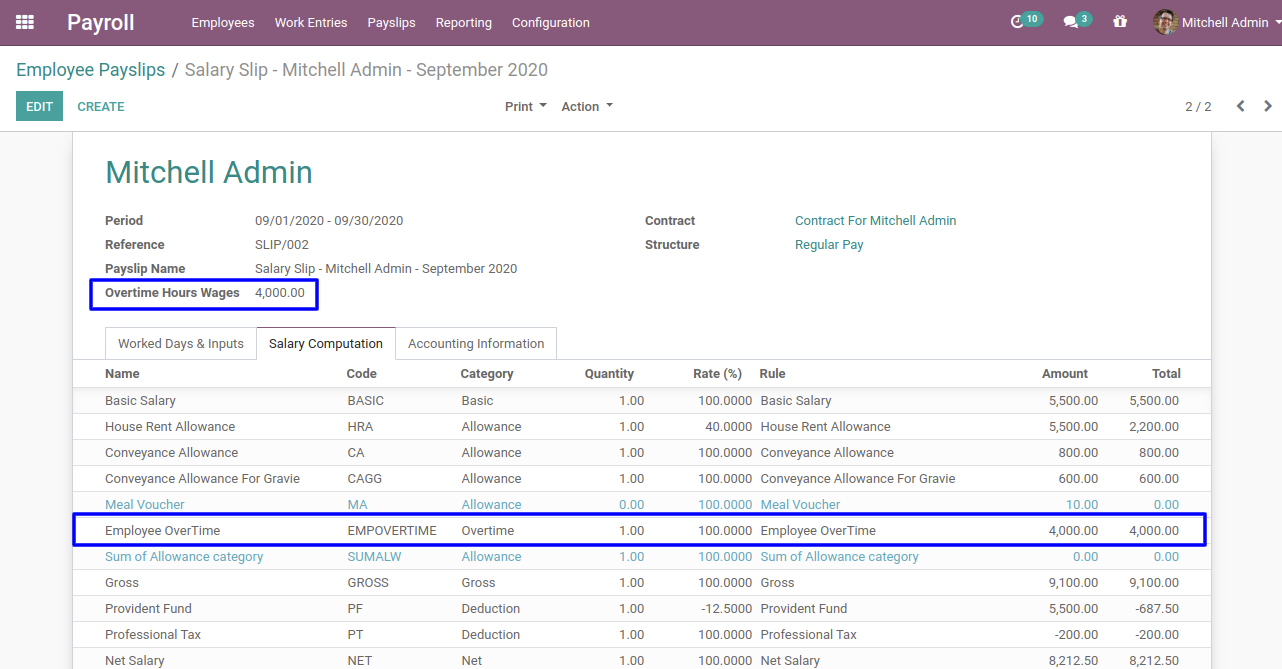 Payroll Employees Work Entries Payslips Reporting Configuration 10 3 Mitchell Admin
Employee Payslips / Salary Slip - Mitchell Admin - September 2020
EDIT CREATE Print Action 2 / 2
Mitchell Admin
Period 09/01/2020 - 09/30/2020 Contract Contract For Mitchell Admin
Reference SLIP/002 Structure Regular Pay
Payslip Name Salary Slip - Mitchell Admin - September 2020
Overtime Hours Wages 4,000.00
Worked Days & Inputs Salary Computation Accounting Information
Name Code Category Quantity Rate (%) Rule Amount Total
Basic Salary BASIC Basic 1.00 100.0000 Basic Salary 5,500.00 5,500.00
House Rent Allowance HRA Allowance 1.00 40.0000 House Rent Allowance 5,500.00 2,200.00
Conveyance Allowance CA Allowance 1.00 100.0000 Conveyance Allowance 800.00 800.00
Conveyance Allowance For Gravie CAGG Allowance 1.00 100.0000 Conveyance Allowance For Gravie 600.00 600.00
Meal Voucher MA Allowance 0.00 100.0000 Meal Voucher 10.00 0.00
Employee OverTime EMPOVERTIME Overtime 1.00 100.0000 Employee OverTime 4,000.00 4,000.00
Sum of Allowance category SUMALW Allowance 1.00 100.0000 Sum of Allowance category 0.00 0.00
Gross GROSS Gross 1.00 100.0000 Gross 9,100.00 9,100.00
Provident Fund PF Deduction 1.00 -12.5000 Provident Fund 5,500.00 -687.50
Professional Tax PT Deduction 1.00 100.0000 Professional Tax -200.00 -200.00
Net Salary NET Net 1.00 100.0000 Net Salary 8,212.50 8,212.50